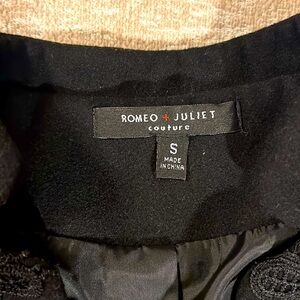 ROMEO + JULIET
couture
S
MADE
IN CHINA